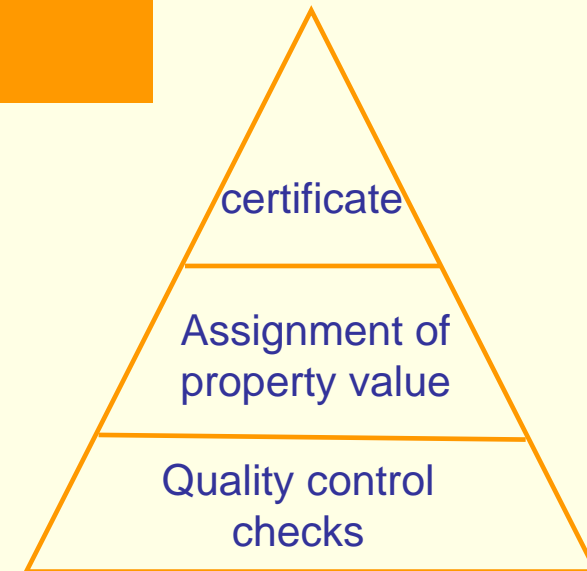 certificate
Assignment of
property value
Quality control
checks